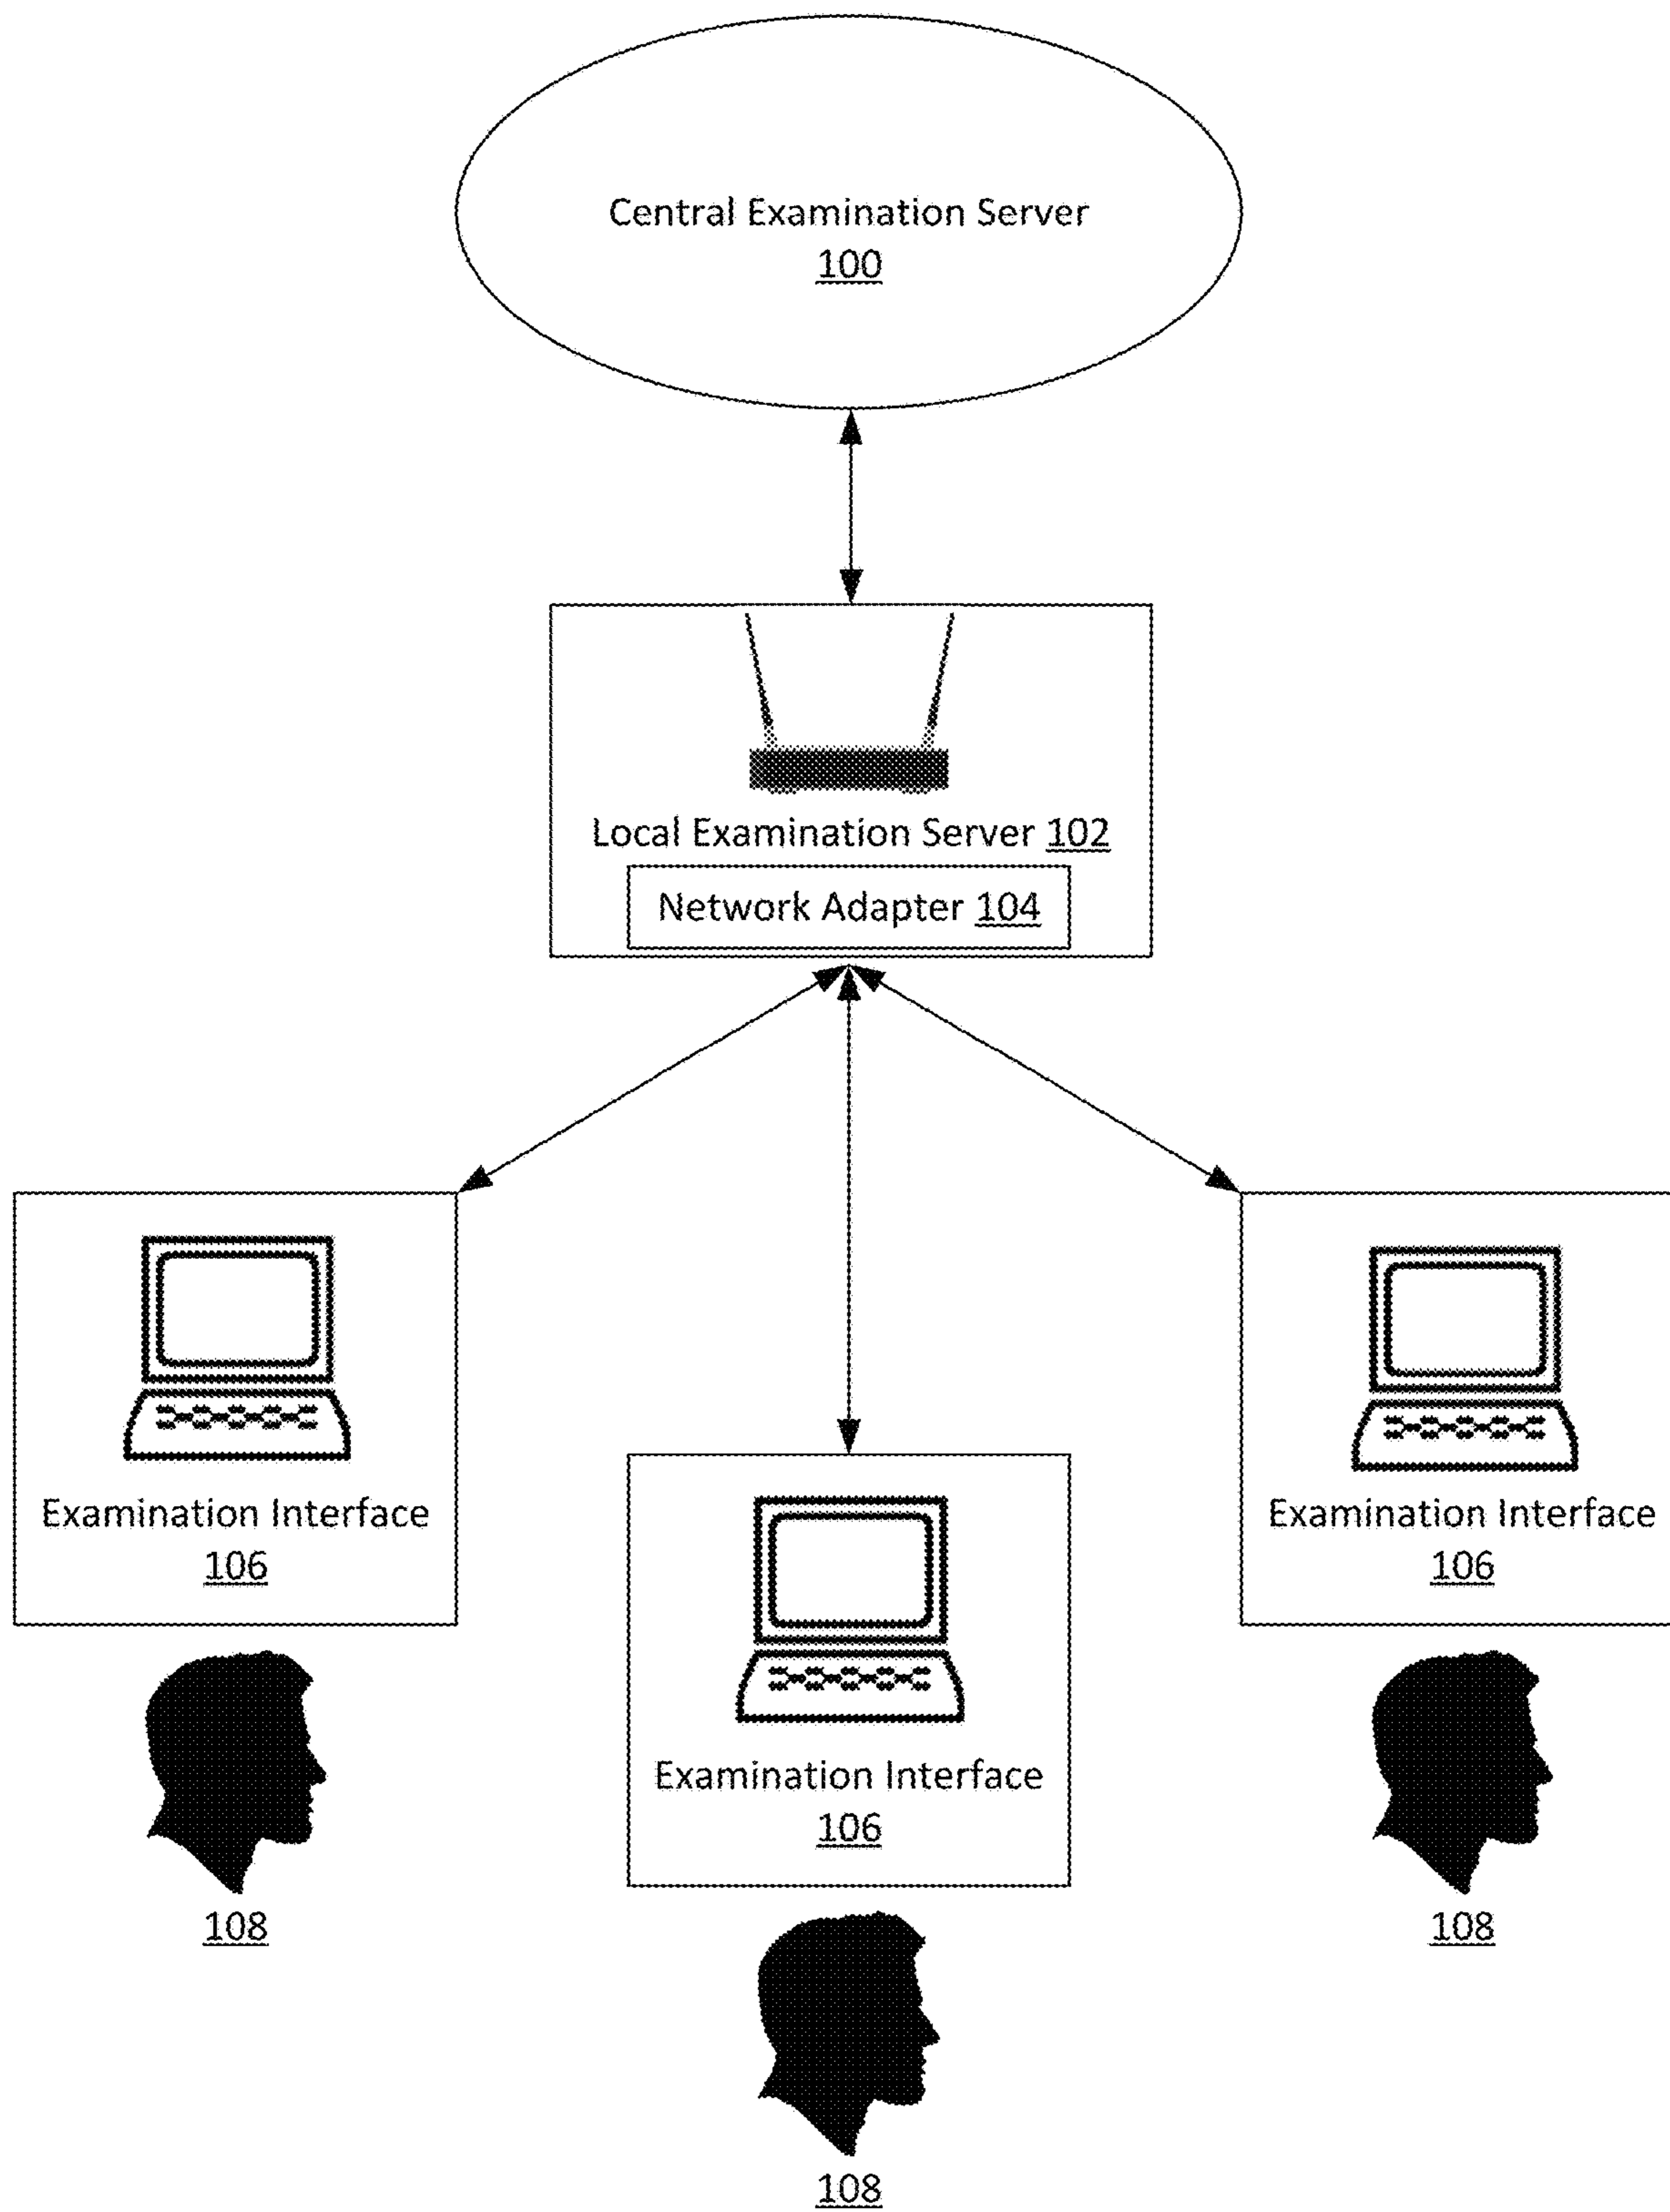 Central Examination Server
100
Local Examination Server 102
Network Adapter 104
Examination Interface
106
108
Examination Interface
106
108
Examination Interface
106
108